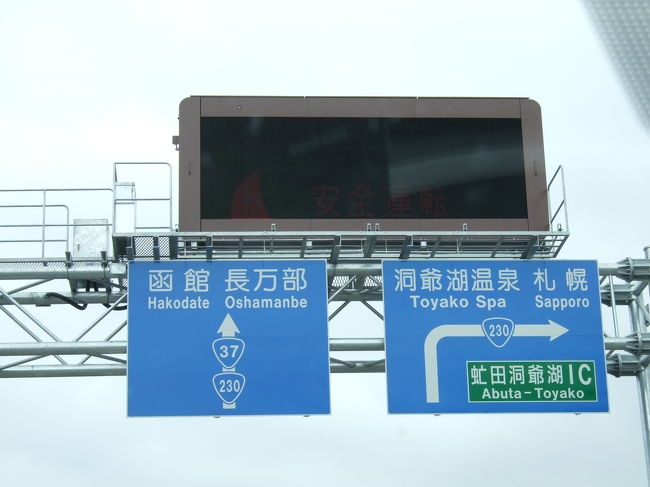 安全運転
函館 長万部
Hakodate Oshamanbe
37
230
洞爺湖温泉 札幌
Toyako Spa Sapporo
230
虻田洞爺湖IC
Abuta-Toyako